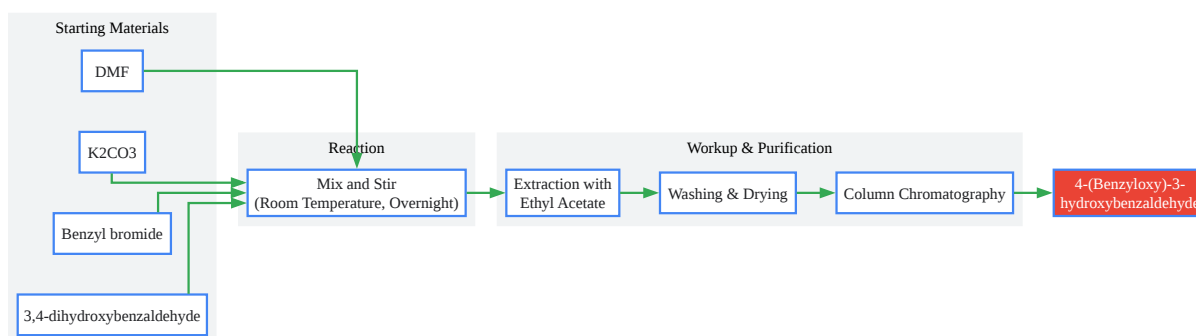 Starting Materials
DMF
K2CO3
Benzyl bromide
3,4-dihydroxybenzaldehyde
Reaction
Mix and Stir
(Room Temperature, Overnight)
Workup & Purification
Extraction with
Ethyl Acetate
Washing & Drying
Column Chromatography
4-(Benzyloxy)-3-
hydroxybenzaldehyde